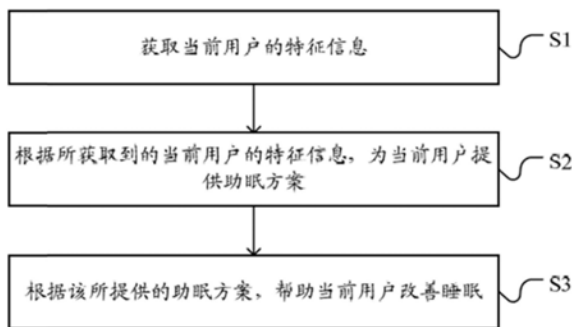 获取当前用户的特征信息
S1
根据所获取到的当前用户的特征信息，为当前用户提
供助眠方案
S2
根据该所提供的助眠方案，帮助当前用户改善睡眠
S3